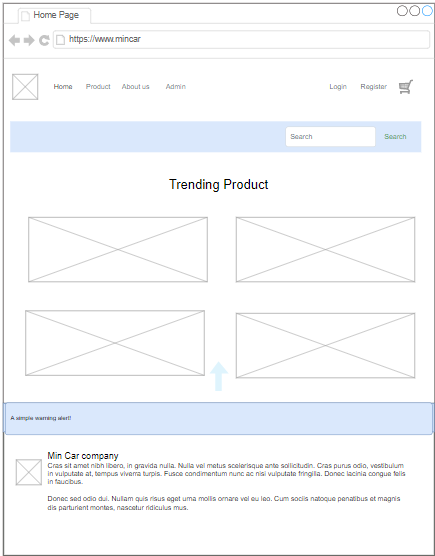 Home Page
https://www.mincar
Home Product About us Admin Login Register
Search Search
Trending Product
A simple warning alert!
Min Car company
Cras sit amet nibh libero, in gravida nulla. Nulla vel metus scelerisque ante sollicitudin. Cras purus odio, vestibulum
in vulputate at, tempus viverra turpis. Fusce condimentum nunc ac nisi vulputate fringilla. Donec lacinia congue felis
in faucibus.
Donec sed odio dui. Nullam quis risus eget urna mollis ornare vel eu leo. Cum sociis natoque penatibus et magnis
dis parturient montes, nascetur ridiculus mus.